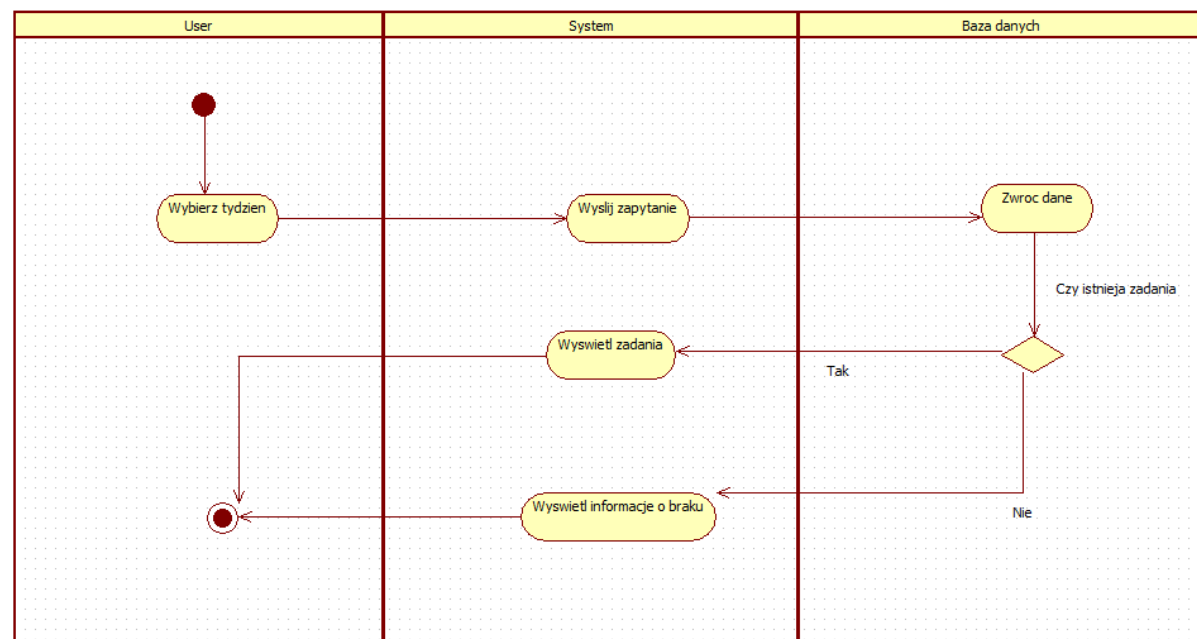 User
System
Baza danych
Wybierz tydzien
Wyslij zapytanie
Zwroc dane
Czy istnieja zadania
Wyswietl zadania
Tak
Wyswietl informacje o braku
Nie